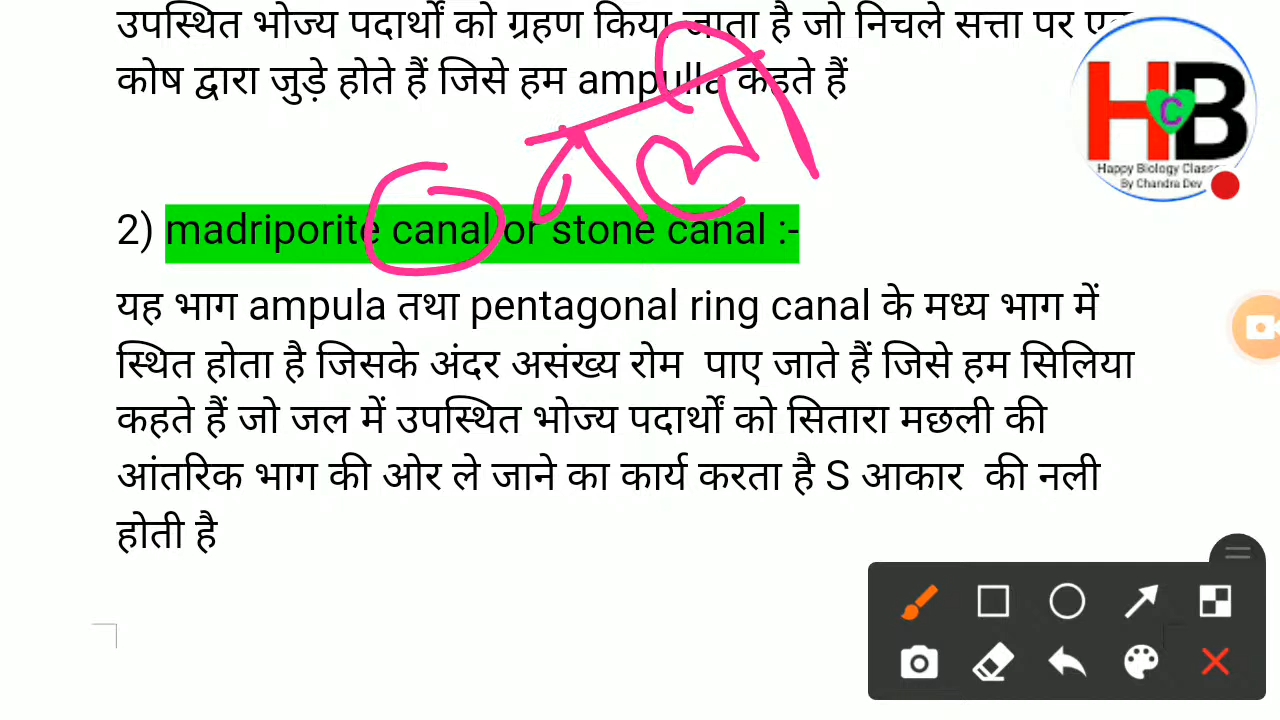 उपस्थित भोज्य पदार्थों को ग्रहण किया जाता है जो निचले सत्ता पर एक
कोष द्वारा जुड़े होते हैं जिसे हम ampulla कहते हैं
नली
2) madriporite canal or stone canal :-
यह भाग ampula तथा pentagonal ring canal के मध्य भाग में
स्थित होता है जिसके अंदर असंख्य रोम पाए जाते हैं जिसे हम सिलिया
कहते हैं जो जल में उपस्थित भोज्य पदार्थों को सितारा मछली की
आंतरिक भाग की ओर ले जाने का कार्य करता है S आकार की नली
होती है
HCB
Happy Biology Classes
By Chandra Dev